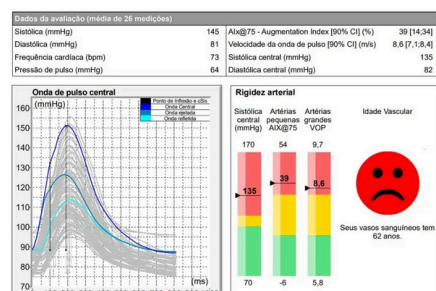 Dados da avaliação (média de 26 medições)
Sistólica (mmHg) 145
Diastólica (mmHg) 81
Frequência cardíaca (bpm) 73
Pressão de pulso (mmHg) 64
AIx@75 - Augmentation Index [90% CI] (%) 39 [14;34]
Velocidade da onda de pulso [90% CI] (m/s) 8,6 [7,1;8,4]
Sistólica central (mmHg) 135
Diastólica central (mmHg) 82
Onda de pulso central
(mmHg)
Ponto de Inflexão e cSis
Onda Central
Onda ejetada
Onda refletida
160
150
140
130
120
110
100
90
80
70
(ms)
Rigidez arterial
Sistólica central (mmHg)
Artérias pequenas AIX@75
Artérias grandes VOP
Idade Vascular
170 54 9,7
135 39 8,6
70 -6 5,8
Seus vasos sanguíneos tem
62 anos.